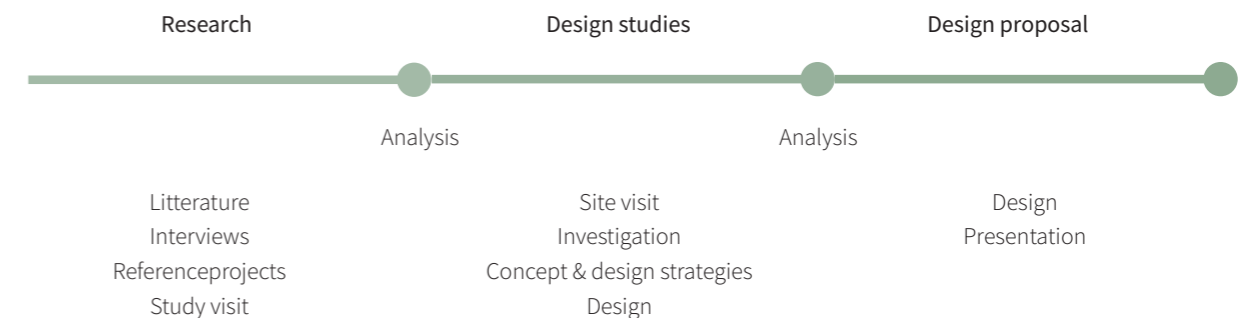 Research
Design studies
Design proposal
Analysis
Analysis
Litterature
Interviews
Referenceprojects
Study visit
Site visit
Investigation
Concept & design strategies
Design
Design
Presentation